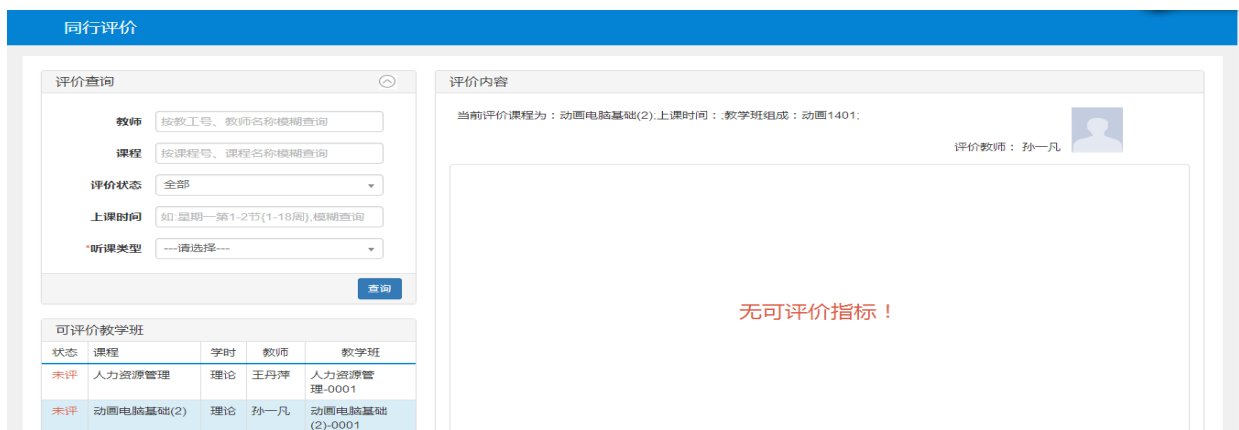 同行评价
评价查询
教师 按教工号、教师名称模糊查询
课程 按课程号、课程名称模糊查询
评价状态 全部
上课时间 如:星期一第1-2节{1-18周},模糊查询
*听课类型 ---请选择---
查询
可评价教学班
状态 课程 学时 教师 教学班
未评 人力资源管理 理论 王丹萍 人力资源管
理-0001
未评 动画电脑基础(2) 理论 孙一凡 动画电脑基础
(2)-0001
评价内容
当前评价课程为：动画电脑基础(2);上课时间： ;教学班组成：动画1401;
评价教师： 孙一凡
无可评价指标！